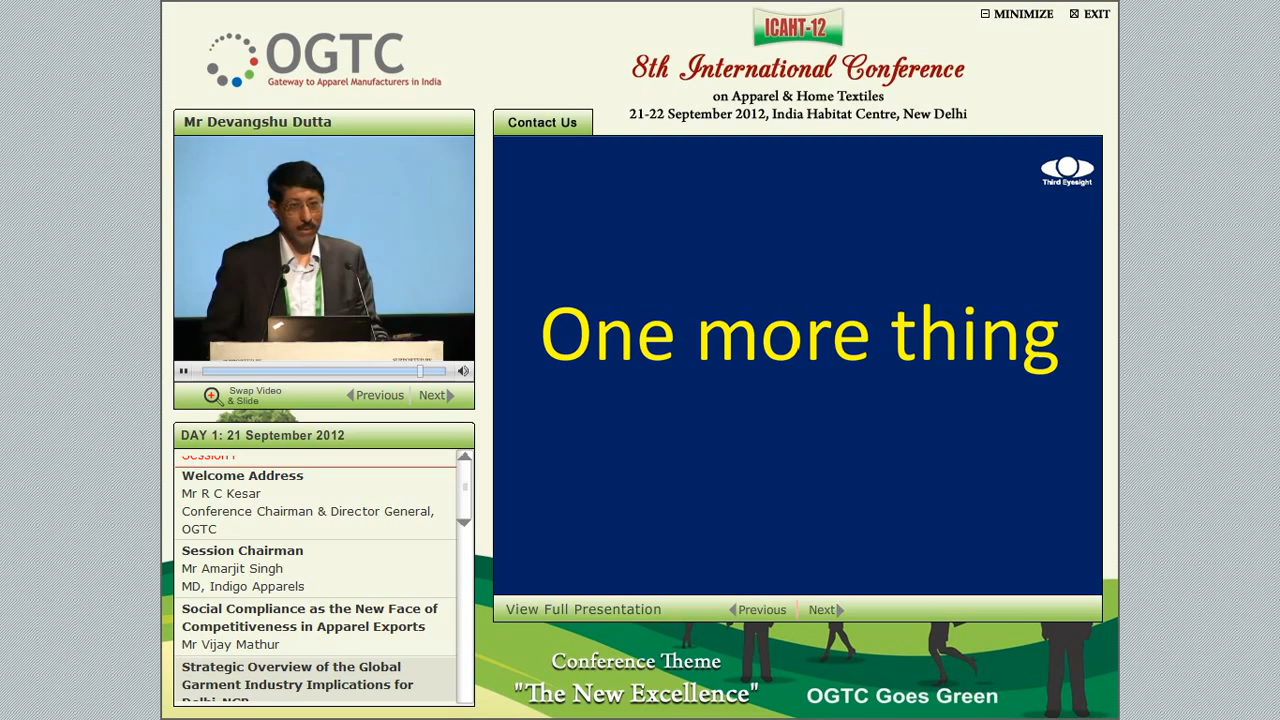 MINIMIZE
EXIT
ICAHT-12
OGTC
Gateway to Apparel Manufacturers in India
8th International Conference
on Apparel & Home Textiles
21-22 September 2012, India Habitat Centre, New Delhi
Mr Devangshu Dutta
Contact Us
Third Eyesight
One more thing
Swap Video
& Slide
Previous
Next
DAY 1: 21 September 2012
Welcome Address
Mr R C Kesar
Conference Chairman & Director General,
OGTC
Session Chairman
Mr Amarjit Singh
MD, Indigo Apparels
Social Compliance as the New Face of
Competitiveness in Apparel Exports
Mr Vijay Mathur
Strategic Overview of the Global
Garment Industry Implications for
Delhi-NCR
View Full Presentation
Previous
Next
Conference Theme
"The New Excellence"
OGTC Goes Green